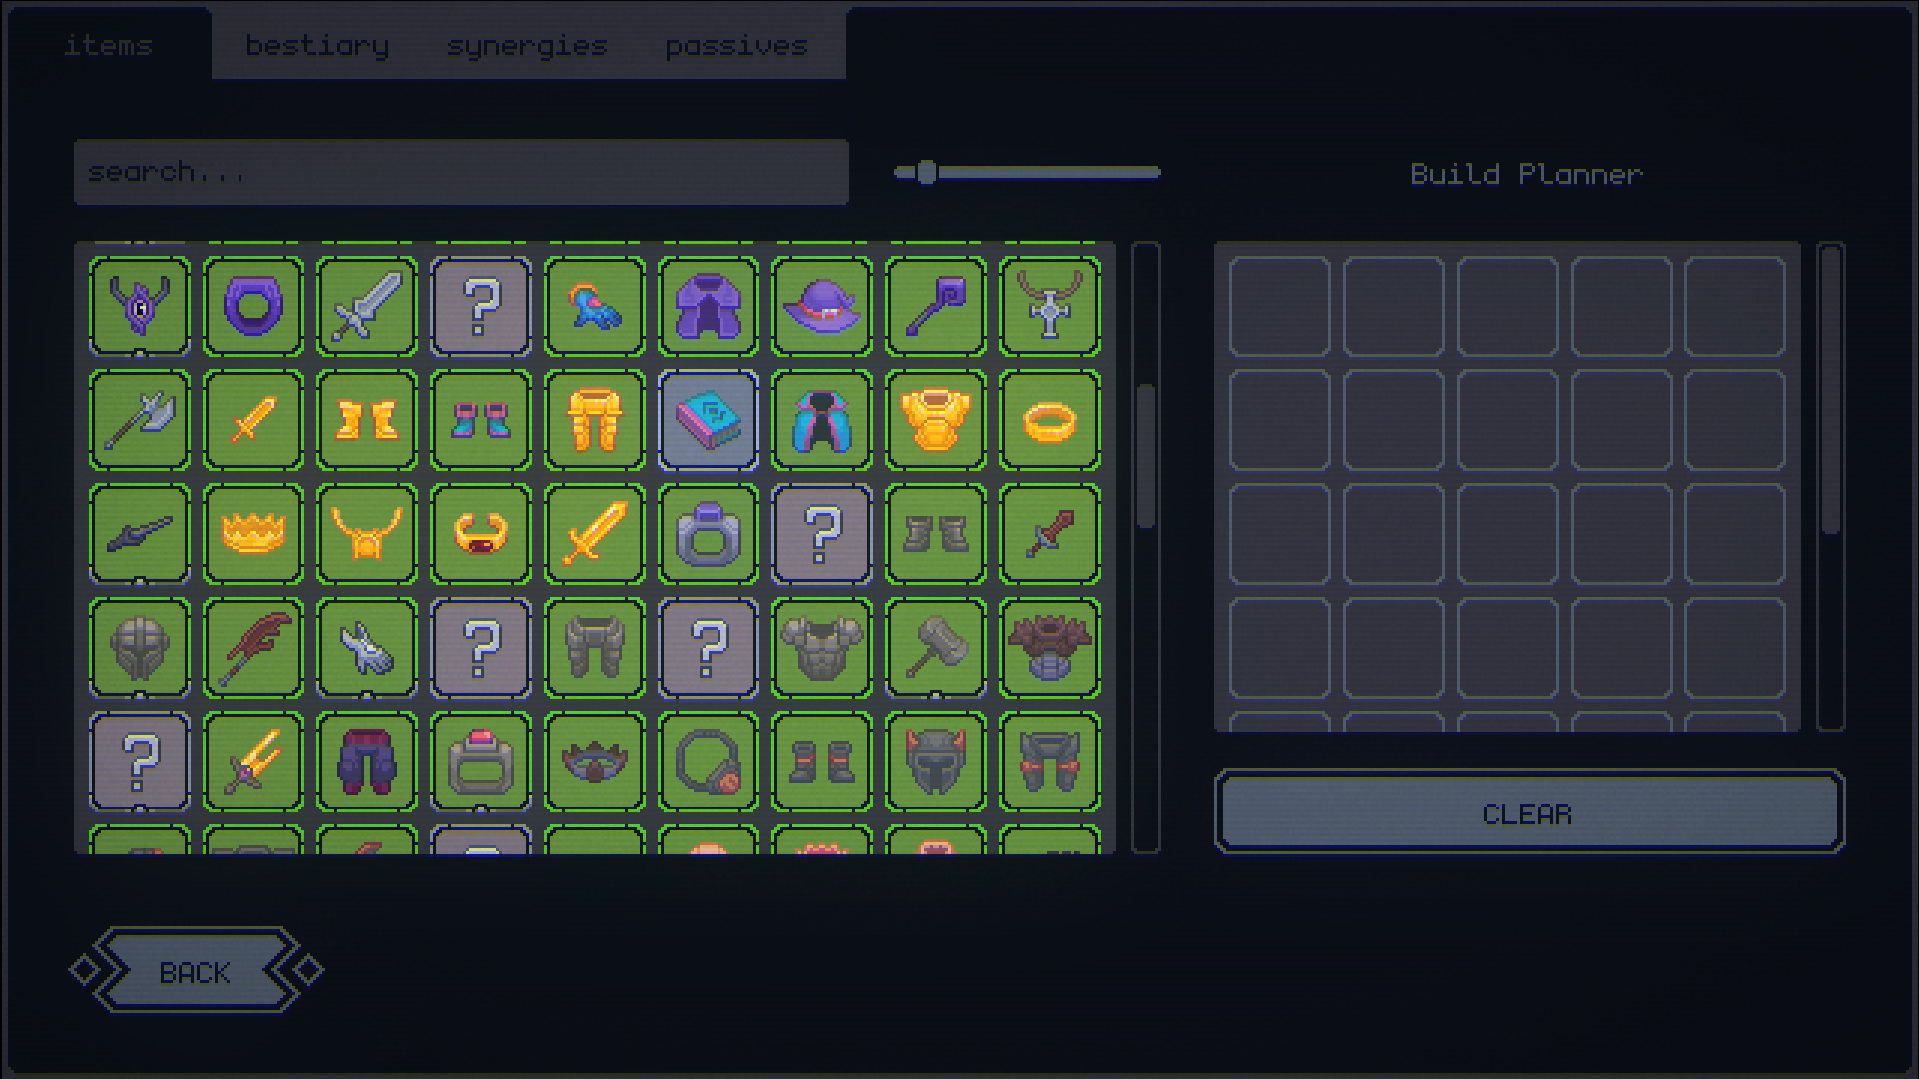 items bestiary synergies passives
search...
Build Planner
? 
?
? ?
?
CLEAR
BACK